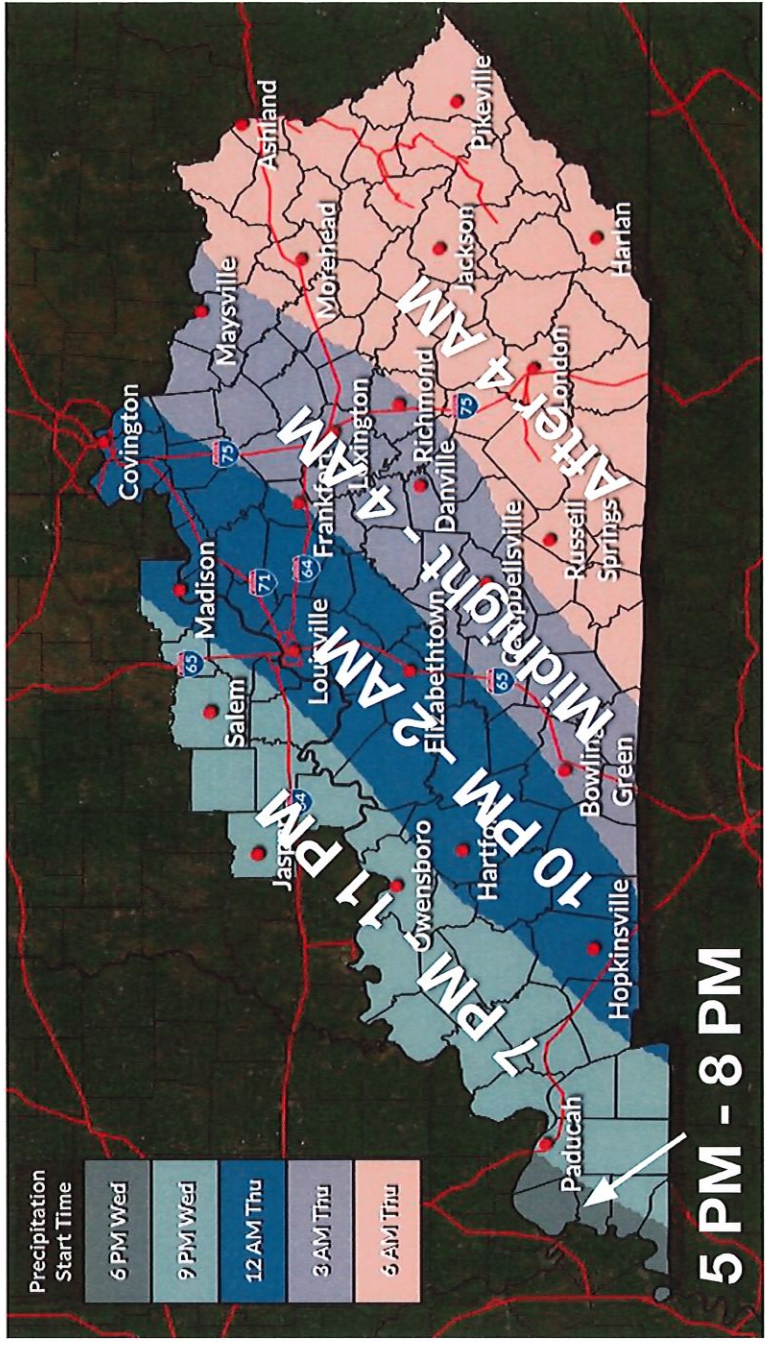 Precipitation
Start Time
6 PM Wed
9 PM Wed
12 AM Thu
3 AM Thu
6 AM Thu
5 PM - 8 PM
7 PM - 11 PM
10 PM - 2 AM
Midnight - 4 AM
After 4 AM
Covington
Maysville
Ashland
Madison
Salem
Morehead
Frankfort
Lexington
Louisville
Jasper
Richmond
Pikeville
Jackson
Danville
Owensboro
Elizabethtown
Hartford
Campbellsville
London
Russell
Springs
Harlan
Paducah
Hopkinsville
Bowling
Green
75
71
64
65
64
75
65